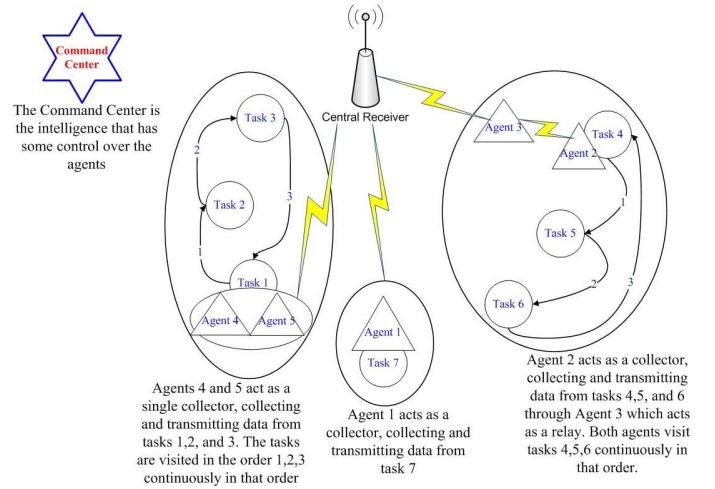 Command
Center
The Command Center is
the intelligence that has
some control over the
agents
Central Receiver
Task 3
2
3
Task 2
1
Task 1
Agent 4
Agent 5
Agents 4 and 5 act as a
single collector, collecting
and transmitting data from
tasks 1,2, and 3. The tasks
are visited in the order 1,2,3
continuously in that order
Agent 1
Task 7
Agent 1 acts as a
collector, collecting and
transmitting data from
task 7
Agent 3
Agent 2
Task 4
1
Task 5
2
3
Task 6
Agent 2 acts as a collector,
collecting and transmitting
data from tasks 4,5, and 6
through Agent 3 which acts
as a relay. Both agents visit
tasks 4,5,6 continuously in
that order.